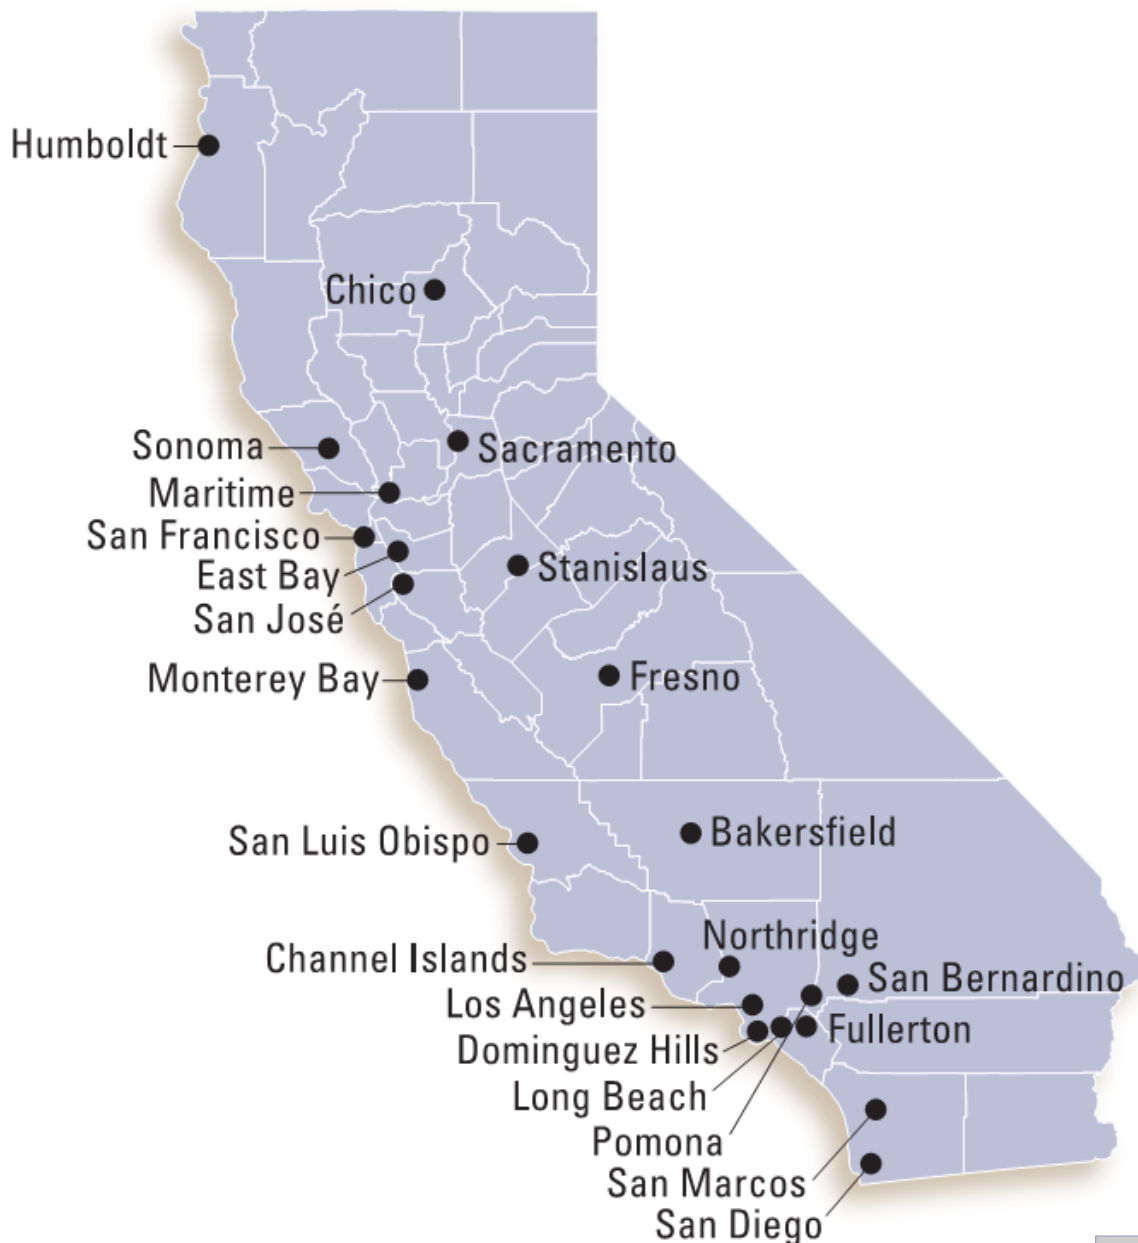 Humboldt
Chico
Sonoma
Sacramento
Maritime
San Francisco
East Bay
Stanislaus
San José
Monterey Bay
Fresno
San Luis Obispo
Bakersfield
Northridge
Channel Islands
San Bernardino
Los Angeles
Fullerton
Dominguez Hills
Long Beach
Pomona
San Marcos
San Diego